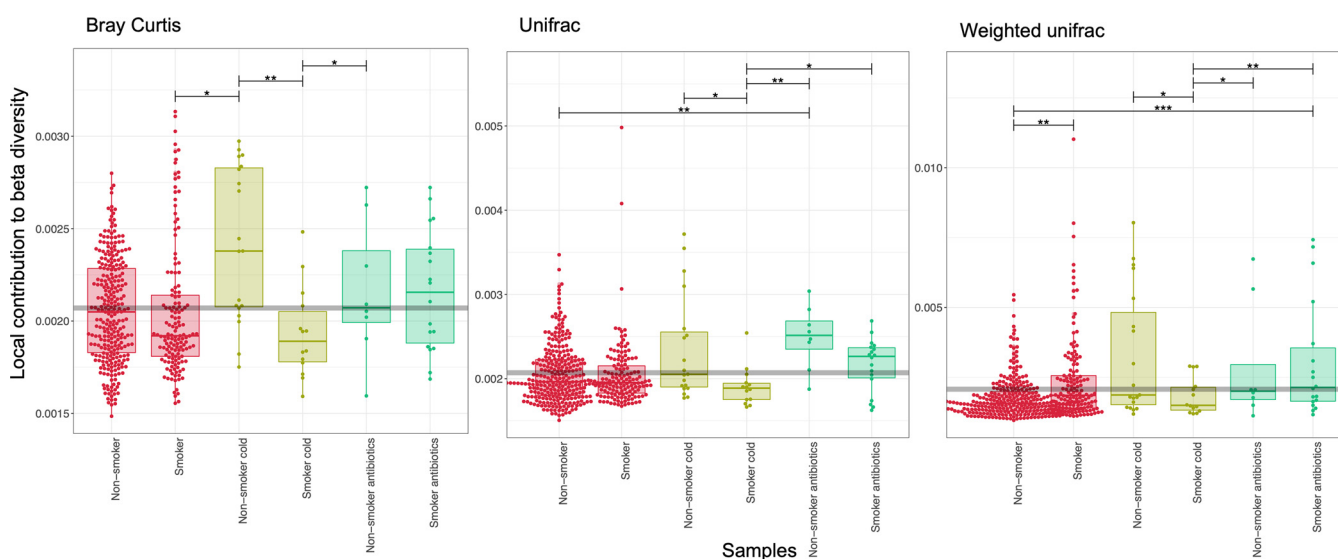 Bray Curtis
Unifrac
Weighted unifrac
Local contribution to beta diversity
0.0030
0.0025
0.0020
0.0015
*
**
*
Non−smoker
Smoker
Non−smoker cold
Smoker cold
Non−smoker antibiotics
Smoker antibiotics
0.005
0.004
0.003
0.002
*
**
*
**
Non−smoker
Smoker
Non−smoker cold
Smoker cold
Non−smoker antibiotics
Smoker antibiotics
0.010
0.005
**
*
*
***
**
Non−smoker
Smoker
Non−smoker cold
Smoker cold
Non−smoker antibiotics
Smoker antibiotics
Samples